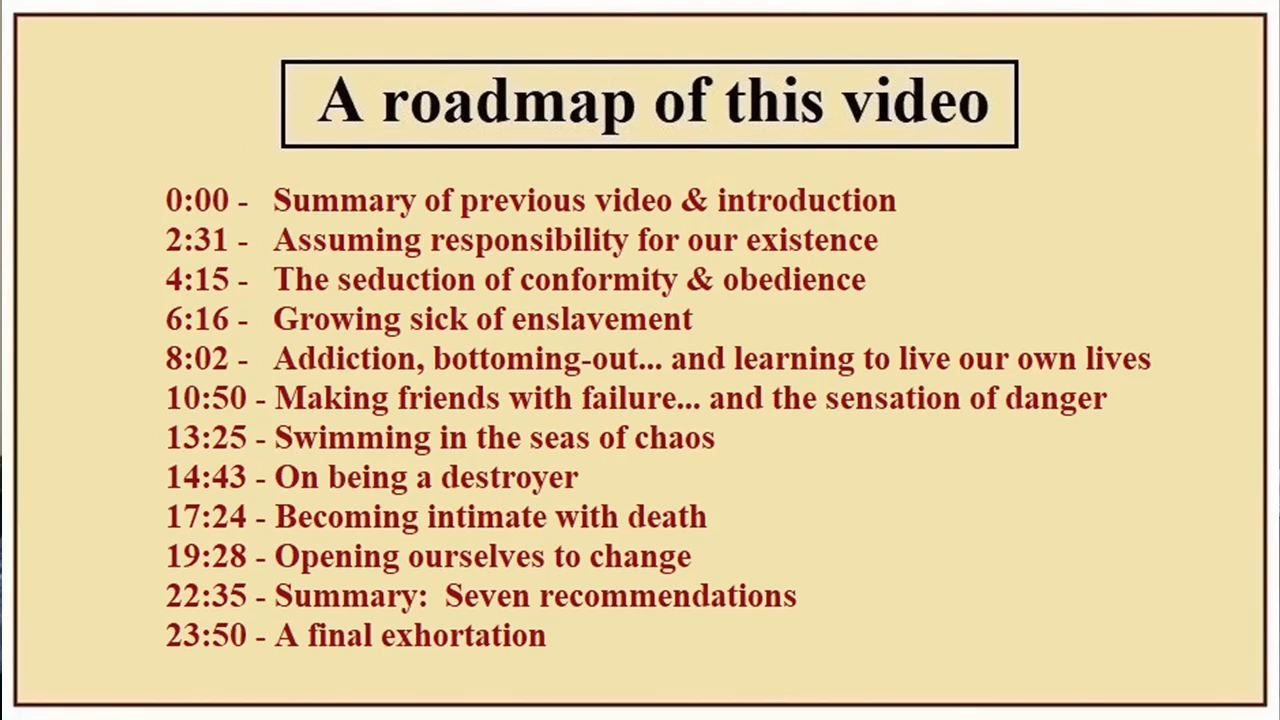 A roadmap of this video
0:00 - Summary of previous video & introduction
2:31 - Assuming responsibility for our existence
4:15 - The seduction of conformity & obedience
6:16 - Growing sick of enslavement
8:02 - Addiction, bottoming-out... and learning to live our own lives
10:50 - Making friends with failure... and the sensation of danger
13:25 - Swimming in the seas of chaos
14:43 - On being a destroyer
17:24 - Becoming intimate with death
19:28 - Opening ourselves to change
22:35 - Summary: Seven recommendations
23:50 - A final exhortation